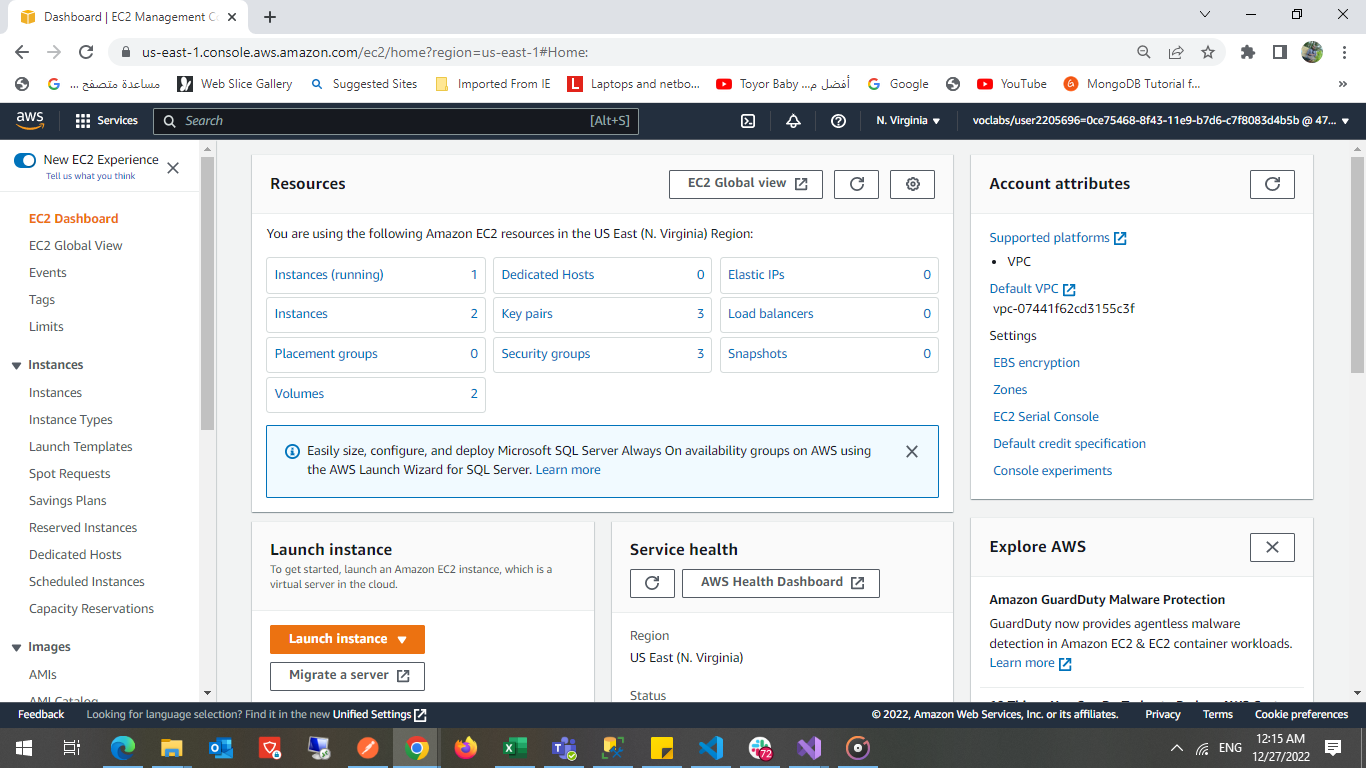 Dashboard | EC2 Management C
us-east-1.console.aws.amazon.com/ec2/home?region=us-east-1#Home:
مساعدة متصفح ...
Web Slice Gallery
Suggested Sites
Imported From IE
Laptops and netbo...
Toyor Baby أفضل م...
Google
YouTube
MongoDB Tutorial f...
»
aws
Services
Search
[Alt+S]
N. Virginia
voclabs/user2205696=0ce75468-8f43-11e9-b7d6-c7f8083d4b5b @ 47...
New EC2 Experience
Tell us what you think
EC2 Dashboard
EC2 Global View
Events
Tags
Limits
Instances
Instances
Instance Types
Launch Templates
Spot Requests
Savings Plans
Reserved Instances
Dedicated Hosts
Scheduled Instances
Capacity Reservations
Images
AMIs
AMI Catalog
Resources
EC2 Global view
You are using the following Amazon EC2 resources in the US East (N. Virginia) Region:
Instances (running) 1
Dedicated Hosts 0
Elastic IPs 0
Instances 2
Key pairs 3
Load balancers 0
Placement groups 0
Security groups 3
Snapshots 0
Volumes 2
Easily size, configure, and deploy Microsoft SQL Server Always On availability groups on AWS using
the AWS Launch Wizard for SQL Server. Learn more
Launch instance
To get started, launch an Amazon EC2 instance, which is a
virtual server in the cloud.
Launch instance
Migrate a server
Service health
AWS Health Dashboard
Region
US East (N. Virginia)
Status
Account attributes
Supported platforms
• VPC
Default VPC
vpc-07441f62cd3155c3f
Settings
EBS encryption
Zones
EC2 Serial Console
Default credit specification
Console experiments
Explore AWS
Amazon GuardDuty Malware Protection
GuardDuty now provides agentless malware
detection in Amazon EC2 & EC2 container workloads.
Learn more
Feedback
Looking for language selection? Find it in the new Unified Settings
© 2022, Amazon Web Services, Inc. or its affiliates.
Privacy
Terms
Cookie preferences
72
ENG
12:15 AM
12/27/2022